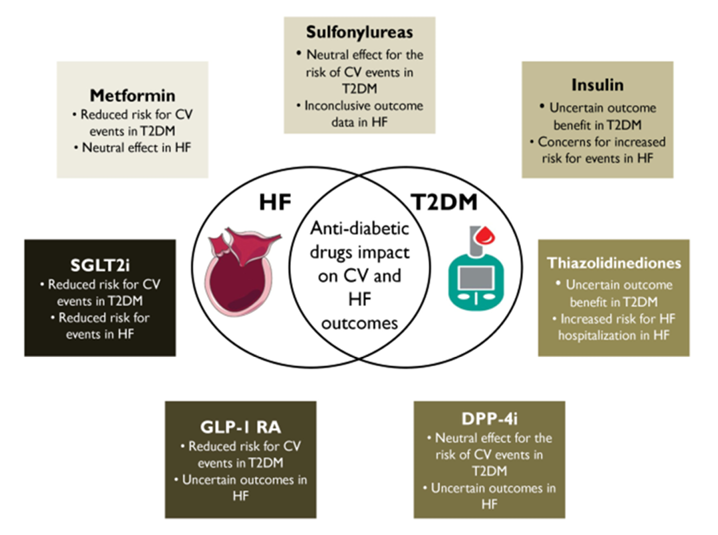 Sulfonylureas
• Neutral effect for the
risk of CV events in
T2DM
• Inconclusive outcome
data in HF
Metformin
• Reduced risk for CV
events in T2DM
• Neutral effect in HF
Insulin
• Uncertain outcome
benefit in T2DM
• Concerns for increased
risk for events in HF
HF
T2DM
Anti-diabetic
drugs impact
on CV and
HF
outcomes
SGLT2i
• Reduced risk for CV
events in T2DM
• Reduced risk for
events in HF
Thiazolidinediones
• Uncertain outcome
benefit in T2DM
• Increased risk for HF
hospitalization in HF
GLP-1 RA
• Reduced risk for CV
events in T2DM
• Uncertain outcomes in
HF
DPP-4i
• Neutral effect for the
risk of CV events in
T2DM
• Uncertain outcomes in
HF